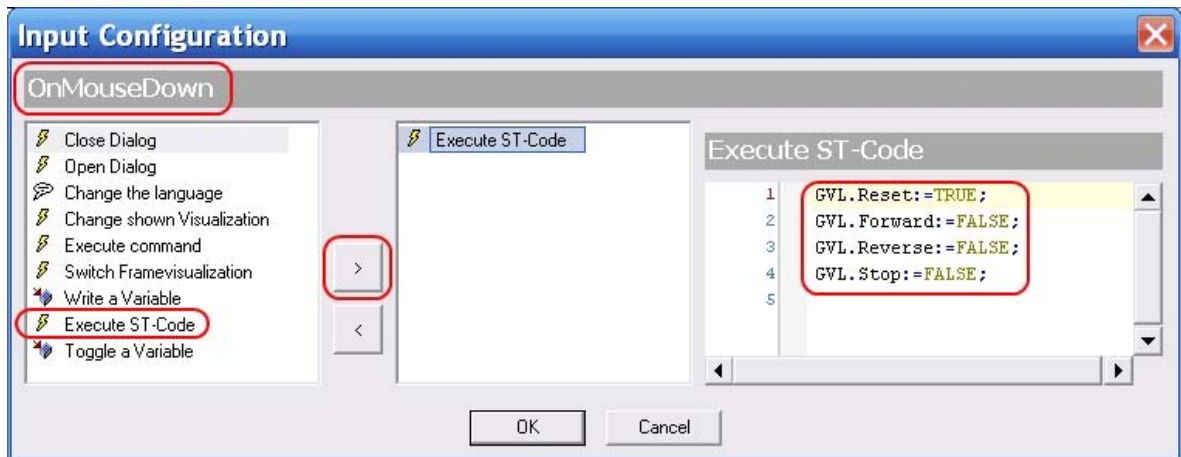 Input Configuration
OnMouseDown
Close Dialog
Open Dialog
Change the language
Change shown Visualization
Execute command
Switch Framevisualization
Write a Variable
Execute ST-Code
Toggle a Variable
>
<
Execute ST-Code
Execute ST-Code
1 GVL.Reset:=TRUE;
2 GVL.Forward:=FALSE;
3 GVL.Reverse:=FALSE;
4 GVL.Stop:=FALSE;
5
OK Cancel